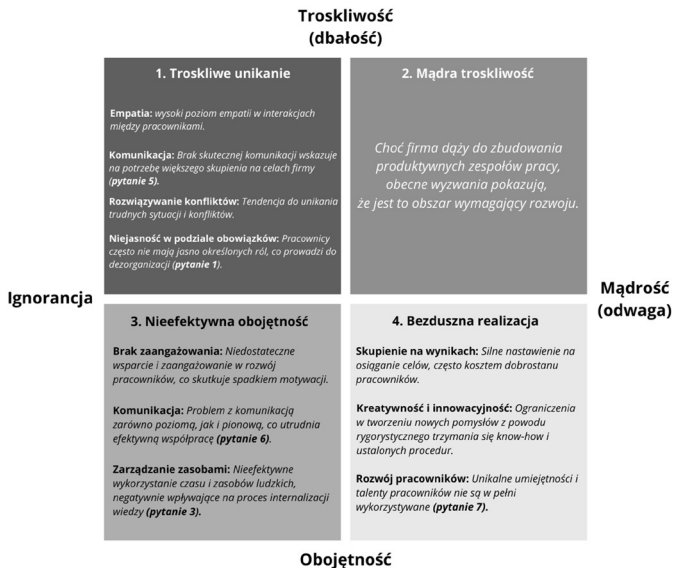 Troskliwość
(dbałość)
1. Troskliwe unikanie
Empatia: wysoki poziom empatii w interakcjach
między pracownikami.
Komunikacja: Brak skutecznej komunikacji wskazuje
na potrzebę większego skupienia na celach firmy
(pytanie 5).
Rozwiązywanie konfliktów: Tendencja do unikania
trudnych sytuacji i konfliktów.
Niejasność w podziale obowiązków: Pracownicy
często nie mają jasno określonych ról, co prowadzi do
dezorganizacji (pytanie 1).
2. Mądra troskliwość
Choć firma dąży do zbudowania
produktywnych zespołów pracy,
obecne wyzwania pokazują,
że jest to obszar wymagający rozwoju.
Ignorancja
Mądrość
(odwaga)
3. Nieefektywna obojętność
Brak zaangażowania: Niedostateczne
wsparcie i zaangażowanie w rozwój
pracowników, co skutkuje spadkiem motywacji.
Komunikacja: Problem z komunikacją
zarówno poziomą, jak i pionową, co utrudnia
efektywną współpracę (pytanie 6).
Zarządzanie zasobami: Nieefektywne
wykorzystanie czasu i zasobów ludzkich,
negatywnie wpływające na proces internalizacji
wiedzy (pytanie 3).
4. Bezduszna realizacja
Skupienie na wynikach: Silne nastawienie na
osiąganie celów, często kosztem dobrostanu
pracowników.
Kreatywność i innowacyjność: Ograniczenia
w tworzeniu nowych pomysłów z powodu
rygorystycznego trzymania się know-how i
ustalonych procedur.
Rozwój pracowników: Unikalne umiejętności i
talenty pracowników nie są w pełni
wykorzystywane (pytanie 7).
Obojętność